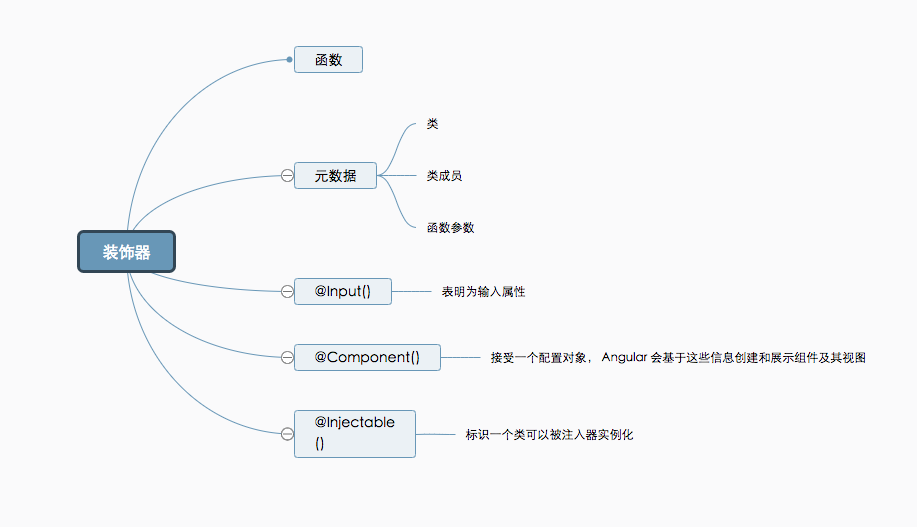 函数
类
元数据
类成员
函数参数
装饰器
@Input()
表明为输入属性
@Component()
接受一个配置对象， Angular 会基于这些信息创建和展示组件及其视图
@Injectable
()
标识一个类可以被注入器实例化